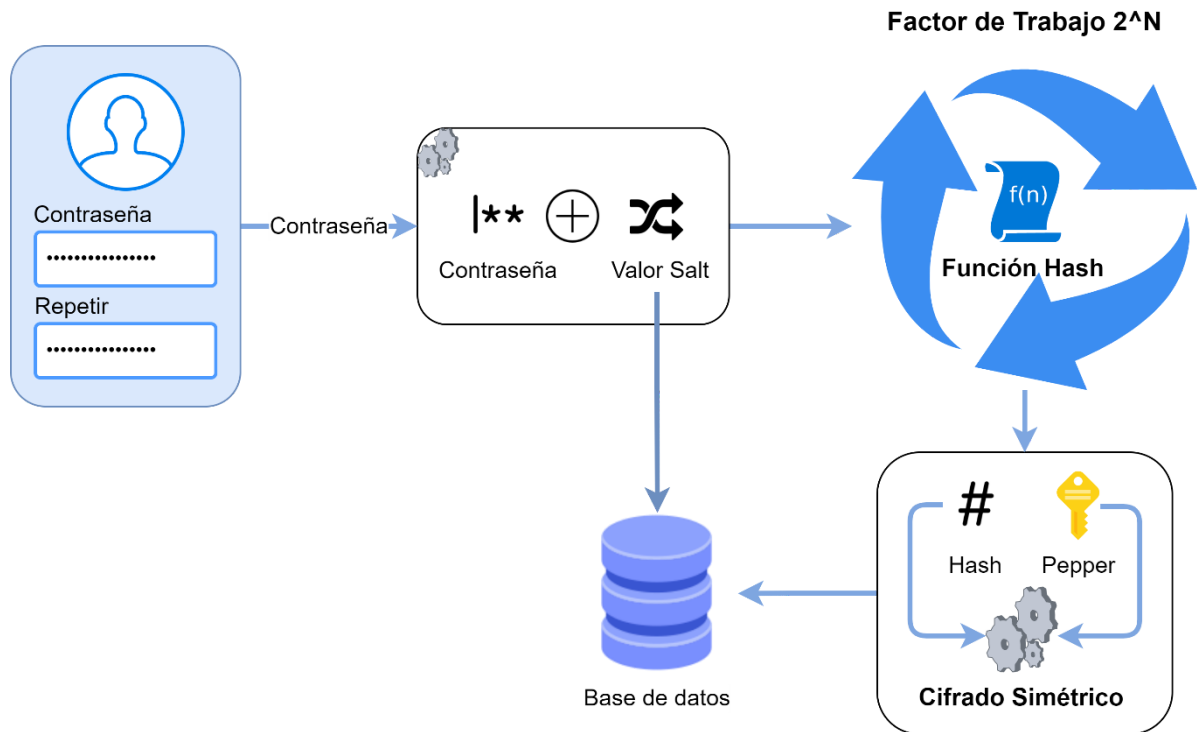 Factor de Trabajo 2^N
Contraseña
••••••••••••••••
Repetir
••••••••••••••••
Contraseña
|**
Contraseña
Valor Salt
f(n)
Función Hash
#
Hash
Pepper
Cifrado Simétrico
Base de datos